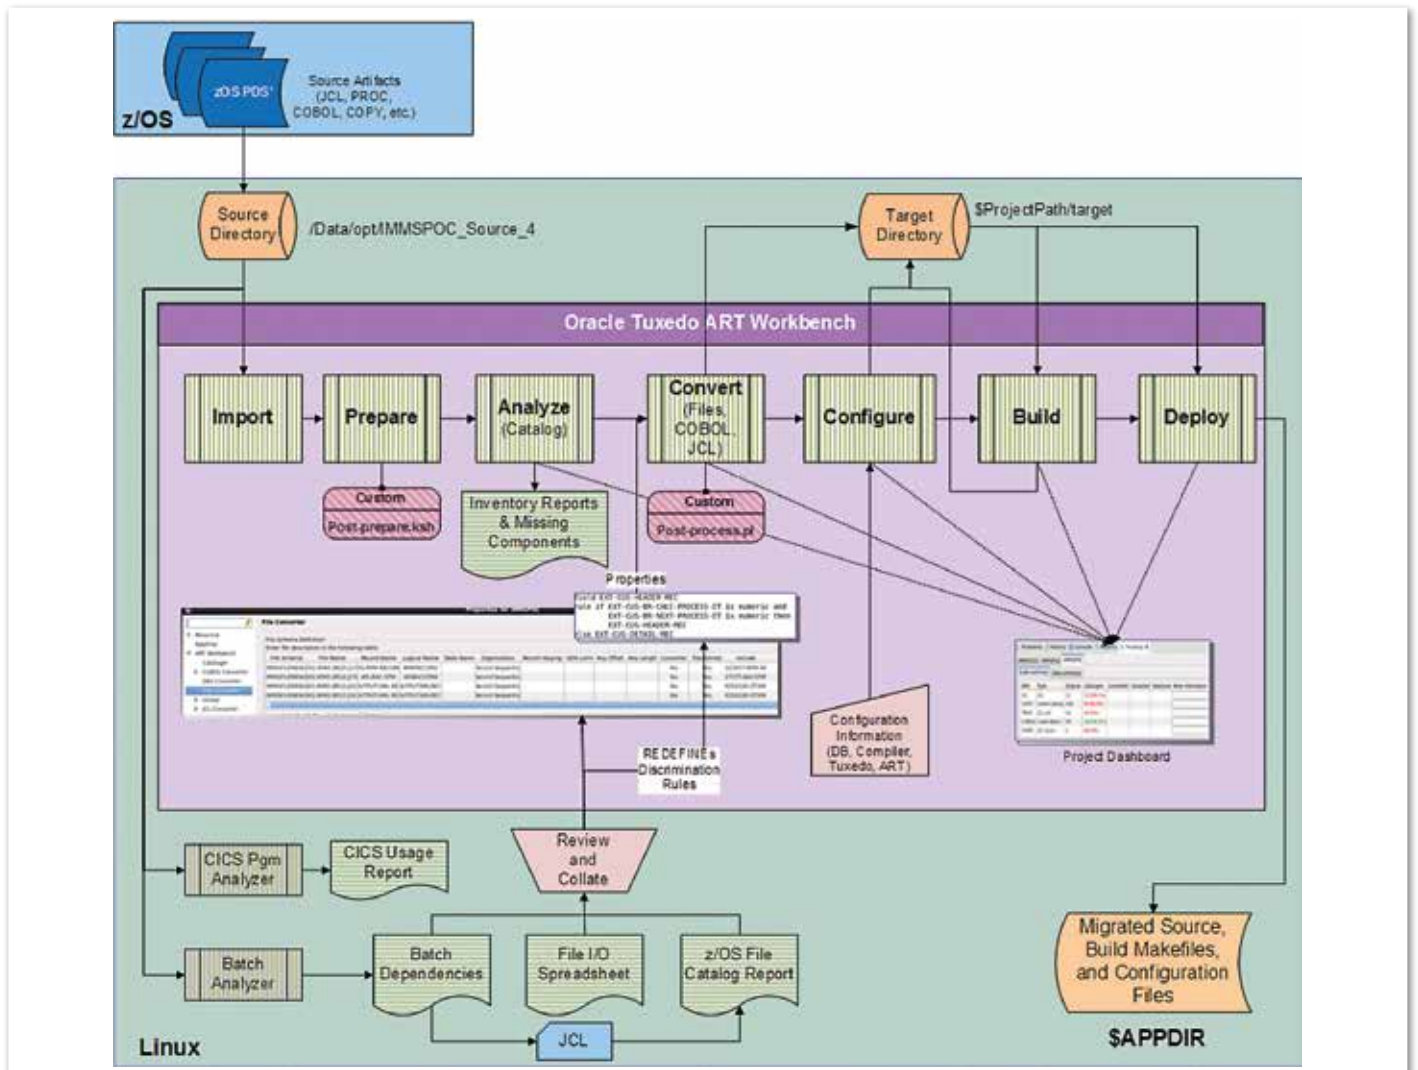 zOS PDS'
Source Artifacts
(JCL, PROC,
COBOL, COPY, etc.)
z/OS
Source
Directory
/Data/opt/IMMSPOC_Source_4
Target
Directory
$ProjectPath/target
Oracle Tuxedo ART Workbench
Import
Prepare
Analyze
(Catalog)
Convert
(Files,
COBOL,
JCL)
Configure
Build
Deploy
Custom
Post-prepare.ksh
Inventory Reports
& Missing
Components
Custom
Post-process.pl
Properties
File Converter
REDEFINEs
Discrimination
Rules
Configuration
Information
(DB, Compiler,
Tuxedo, ART)
Project Dashboard
Review
and
Collate
CICS Pgm
Analyzer
CICS Usage
Report
Batch
Analyzer
Batch
Dependencies
File I/O
Spreadsheet
z/OS File
Catalog Report
JCL
Migrated Source,
Build Makefiles,
and Configuration
Files
$APPDIR
Linux